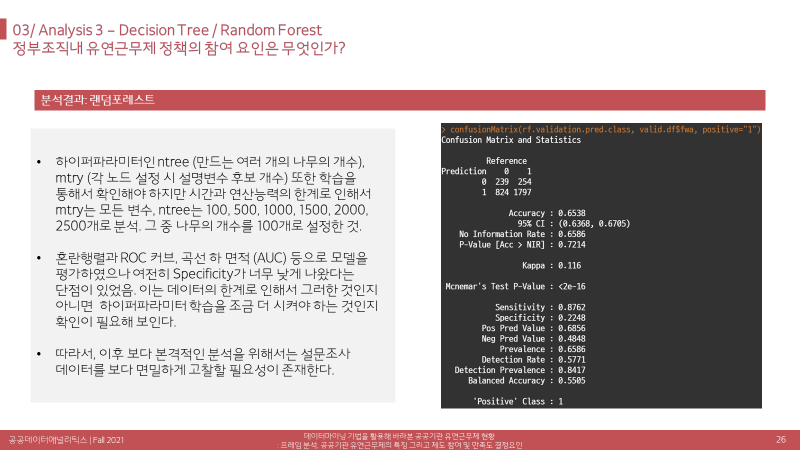 03/ Analysis 3 – Decision Tree / Random Forest
정부조직내 유연근무제 정책의 참여 요인은 무엇인가?
분석결과: 랜덤포레스트
• 하이퍼파라미터인 ntree (만드는 여러 개의 나무의 개수),
mtry (각 노드 설정 시 설명변수 후보 개수) 또한 학습을
통해서 확인해야 하지만 시간과 연산능력의 한계로 인해서
mtry는 모든 변수, ntree는 100, 500, 1000, 1500, 2000,
2500개로 분석. 그 중 나무의 개수를 100개로 설정한 것.
• 혼란행렬과 ROC 커브, 곡선 하 면적 (AUC) 등으로 모델을
평가하였으나 여전히 Specificity가 너무 낮게 나왔다는
단점이 있었음. 이는 데이터의 한계로 인해서 그러한 것인지
아니면 하이퍼파라미터 학습을 조금 더 시켜야 하는 것인지
확인이 필요해 보인다.
• 따라서, 이후 보다 본격적인 분석을 위해서는 설문조사
데이터를 보다 면밀하게 고찰할 필요성이 존재한다.
> confusionMatrix(rf.validation.pred.class, valid.df$fwa, positive="1")
Confusion Matrix and Statistics
Reference
Prediction 0 1
0 239 254
1 824 1797
Accuracy : 0.6538
95% CI : (0.6368, 0.6705)
No Information Rate : 0.6586
P-Value [Acc > NIR] : 0.7214
Kappa : 0.116
Mcnemar's Test P-Value : <2e-16
Sensitivity : 0.8762
Specificity : 0.2248
Pos Pred Value : 0.6856
Neg Pred Value : 0.4848
Prevalence : 0.6586
Detection Rate : 0.5771
Detection Prevalence : 0.8417
Balanced Accuracy : 0.5505
'Positive' Class : 1
공공데이터애널리틱스 | Fall 2021
데이터마이닝 기법을 활용해 바라본 공공기관 유연근무제 현황
: 프레임 분석, 공공기관 유연근무제의 특징 그리고 제도 참여 및 만족도 결정요인
26